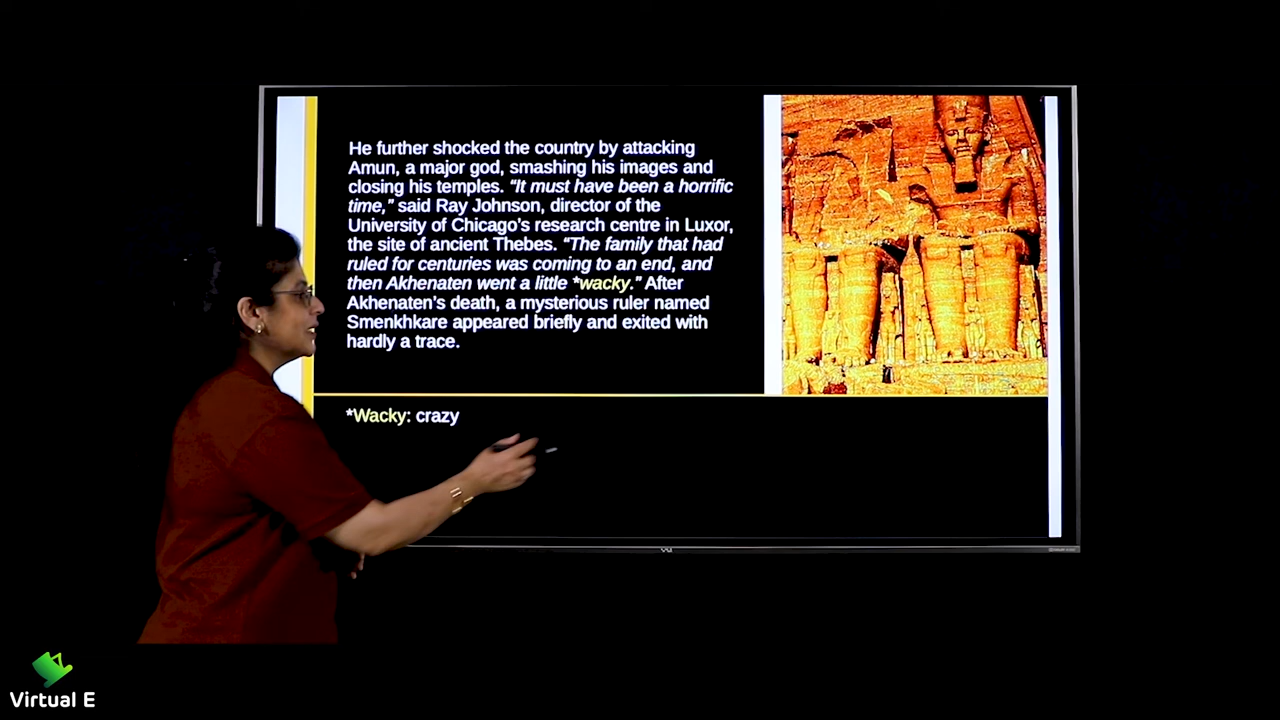 He further shocked the country by attacking
Amun, a major god, smashing his images and
closing his temples. “It must have been a horrific
time,” said Ray Johnson, director of the
University of Chicago’s research centre in Luxor,
the site of ancient Thebes. “The family that had
ruled for centuries was coming to an end, and
then Akhenaten went a little *wacky.” After
Akhenaten’s death, a mysterious ruler named
Smenkhkare appeared briefly and exited with
hardly a trace.
*Wacky: crazy
Virtual E